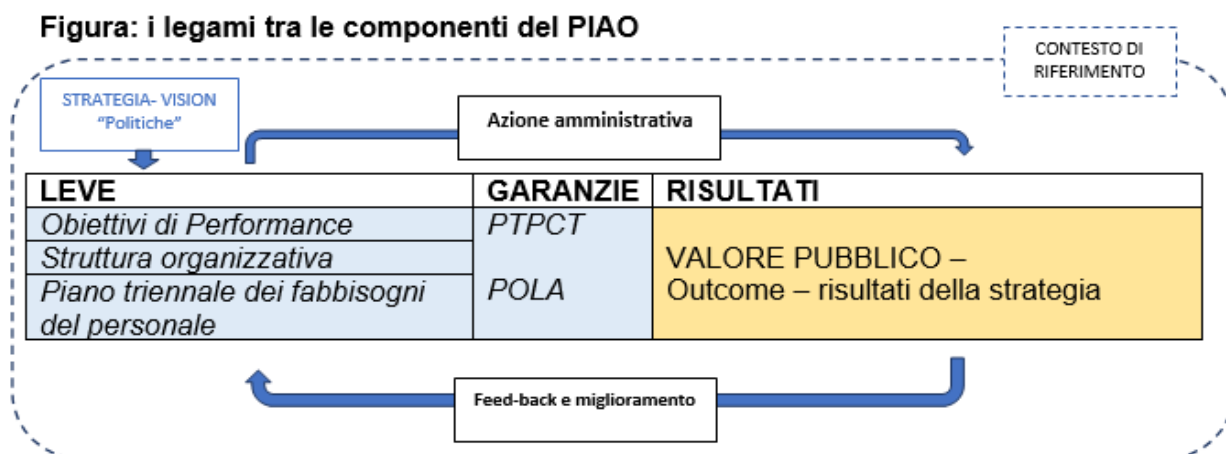 Figura: i legami tra le componenti del PIAO
CONTESTO DI
RIFERIMENTO
STRATEGIA- VISION
“Politiche”
Azione amministrativa
LEVE
GARANZIE
RISULTATI
Obiettivi di Performance
Struttura organizzativa
Piano triennale dei fabbisogni
del personale
PTPCT
POLA
VALORE PUBBLICO –
Outcome – risultati della strategia
Feed-back e miglioramento